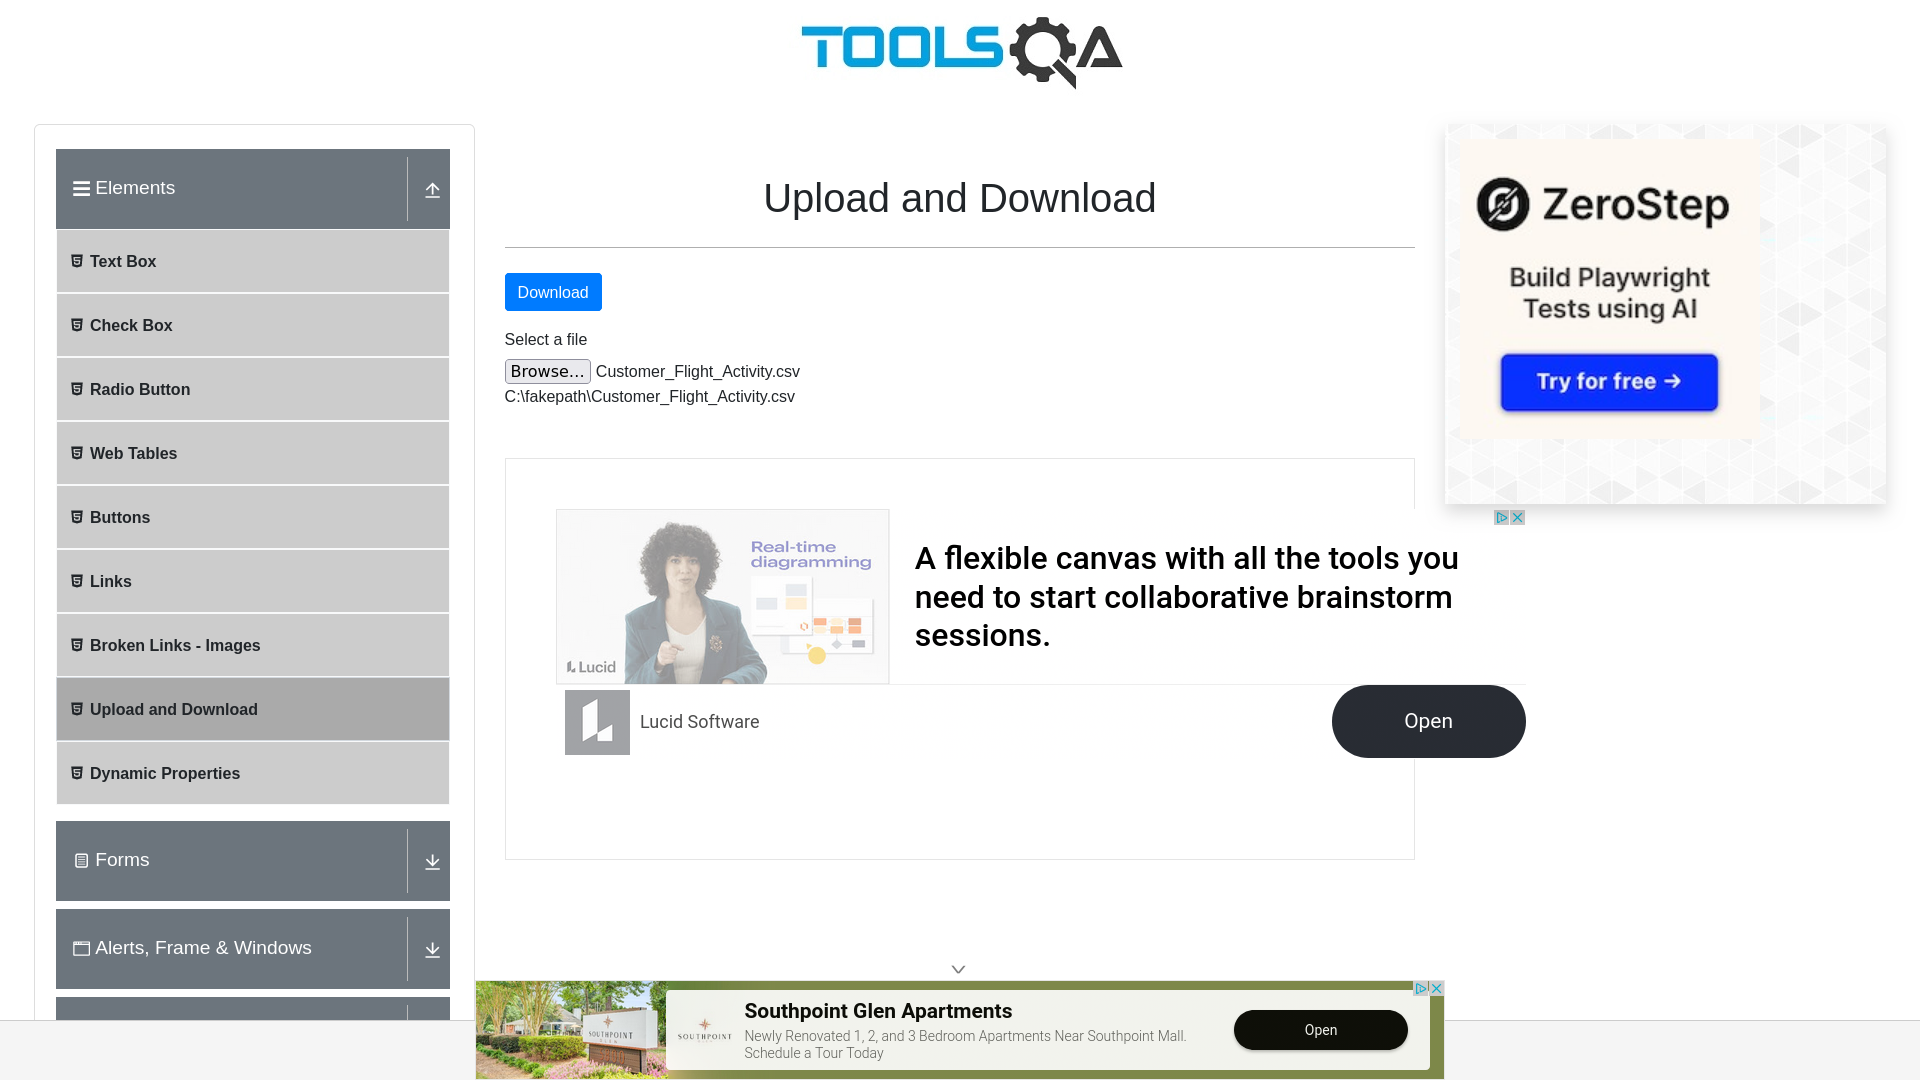 TOOLSQA
Elements
Text Box
Check Box
Radio Button
Web Tables
Buttons
Links
Broken Links - Images
Upload and Download
Dynamic Properties
Forms
Alerts, Frame & Windows
Upload and Download
Download
Select a file
Browse...
Customer_Flight_Activity.csv
C:\fakepath\Customer_Flight_Activity.csv
Real-time
diagramming
Lucid
A flexible canvas with all the tools you
need to start collaborative brainstorm
sessions.
Lucid Software
Open
ZeroStep
Build Playwright
Tests using AI
Try for free →
SOUTHPOINT
GLEN
SOUTHPOINT
Southpoint Glen Apartments
Newly Renovated 1, 2, and 3 Bedroom Apartments Near Southpoint Mall.
Schedule a Tour Today
Open